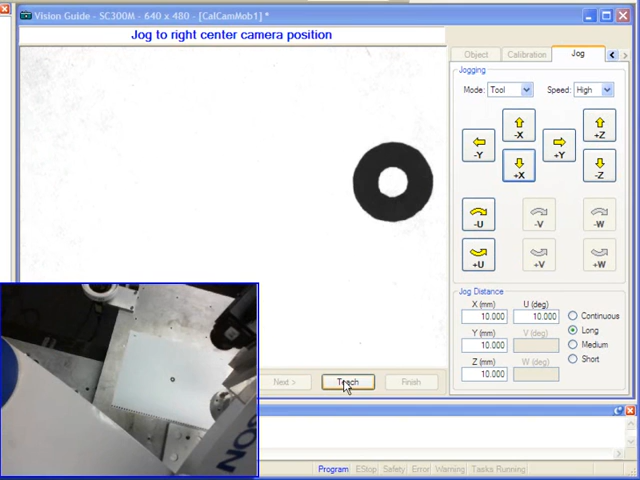 Vision Guide - SC300M - 640 x 480 - [CalCamMob1] *
Jog to right center camera position
Object
Calibration
Jog
Jogging
Mode: Tool
Speed: High
-X
+Z
-Y
+Y
+X
-Z
-U
-V
-W
+U
+V
+W
Jog Distance
X (mm)
U (deg)
10.000
10.000
Continuous
Long
Y (mm)
V (deg)
10.000
Medium
Z (mm)
W (deg)
10.000
Short
Next >
Teach
Finish
Program
EStop
Safety
Error
Warning
Tasks Running